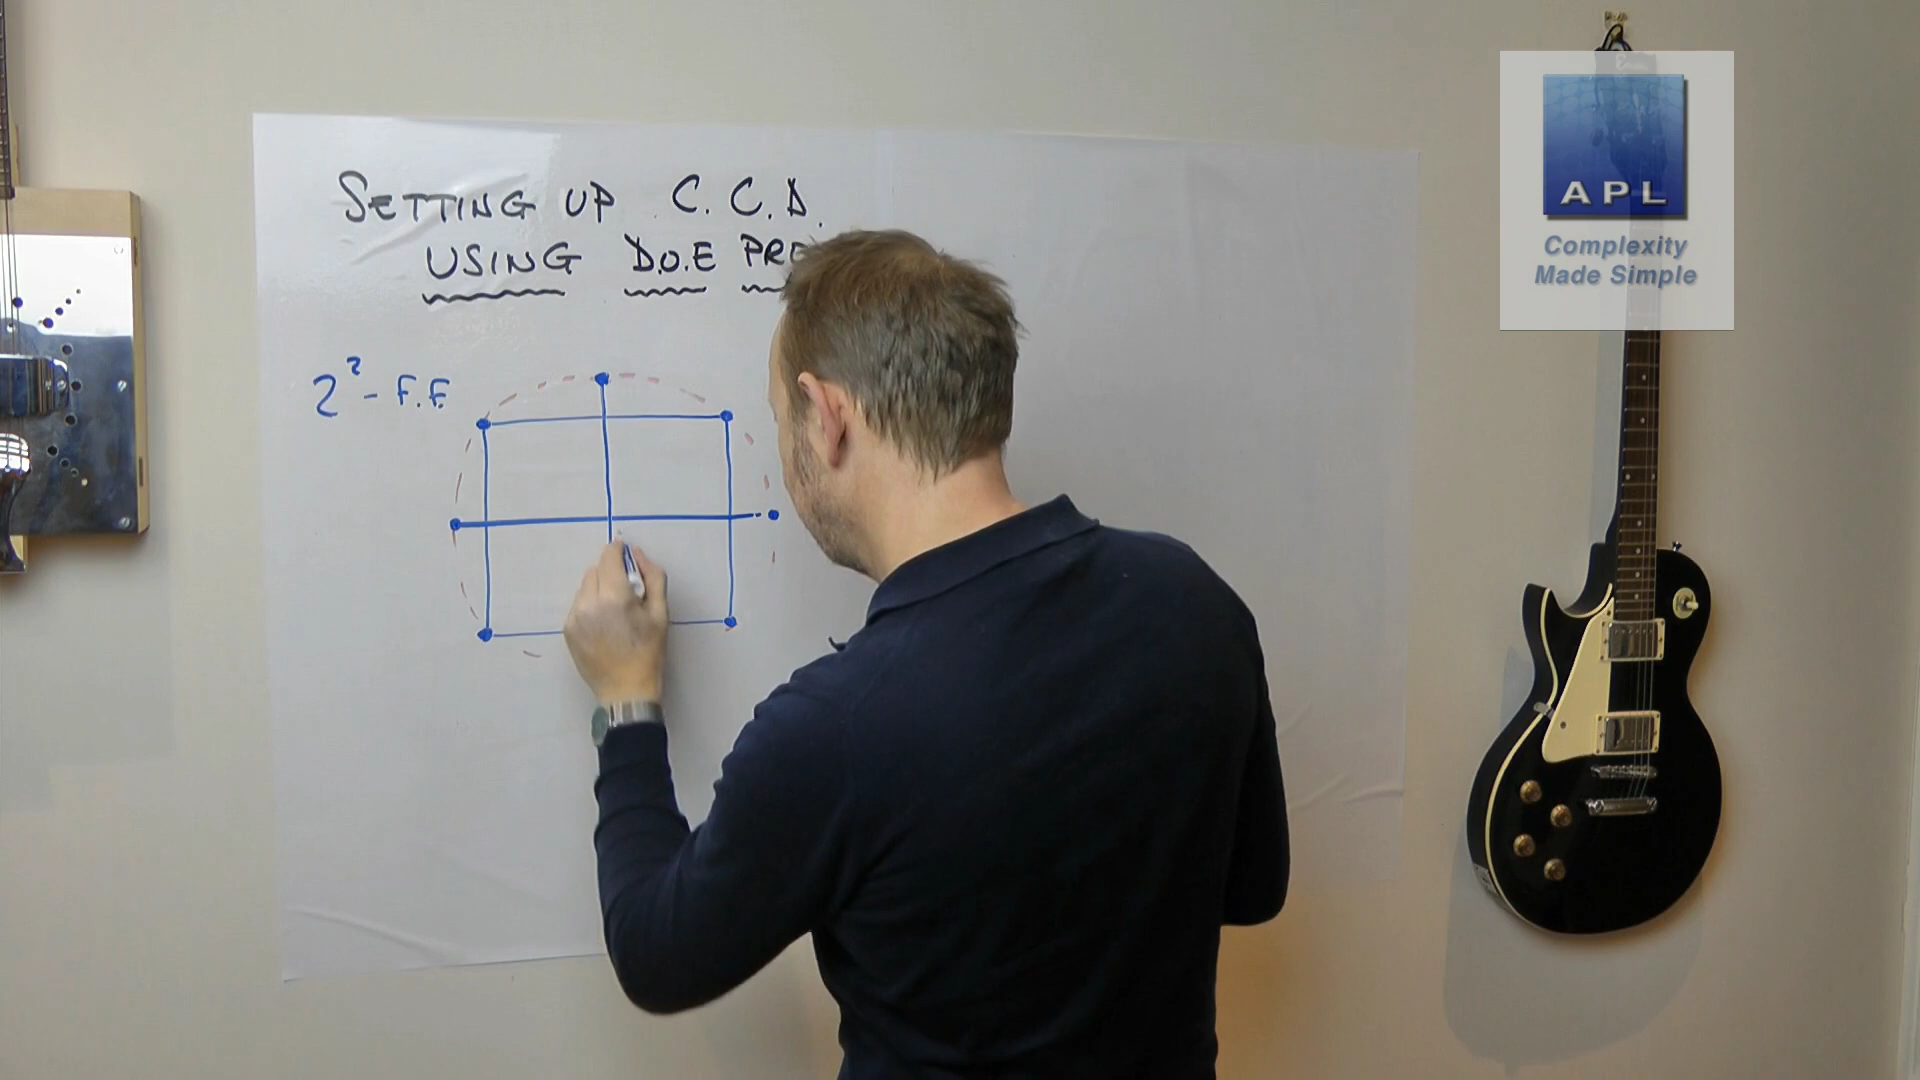 SETTING UP C.C.D.
USING D.O.E
2² - F.F.
APL
Complexity
Made Simple